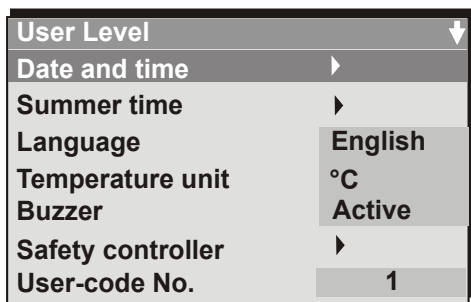 User Level
Date and time
Summer time
Language English
Temperature unit °C
Buzzer Active
Safety controller
User-code No. 1